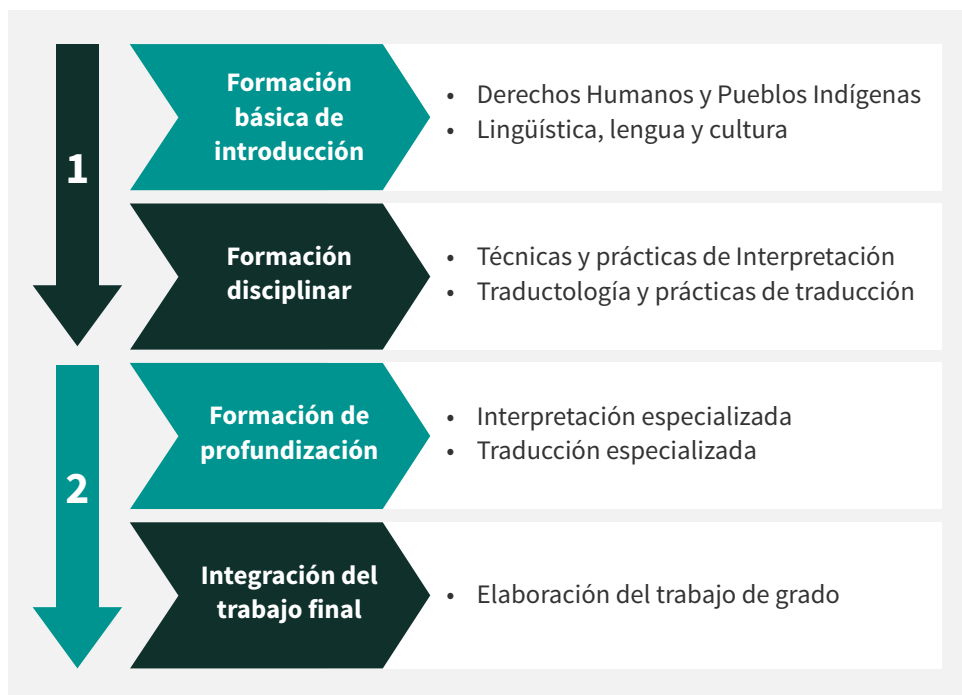 1
Formación
básica de
introducción
• Derechos Humanos y Pueblos Indígenas
• Lingüística, lengua y cultura
Formación
disciplinar
• Técnicas y prácticas de Interpretación
• Traductología y prácticas de traducción
2
Formación de
profundización
• Interpretación especializada
• Traducción especializada
Integración del
trabajo final
• Elaboración del trabajo de grado